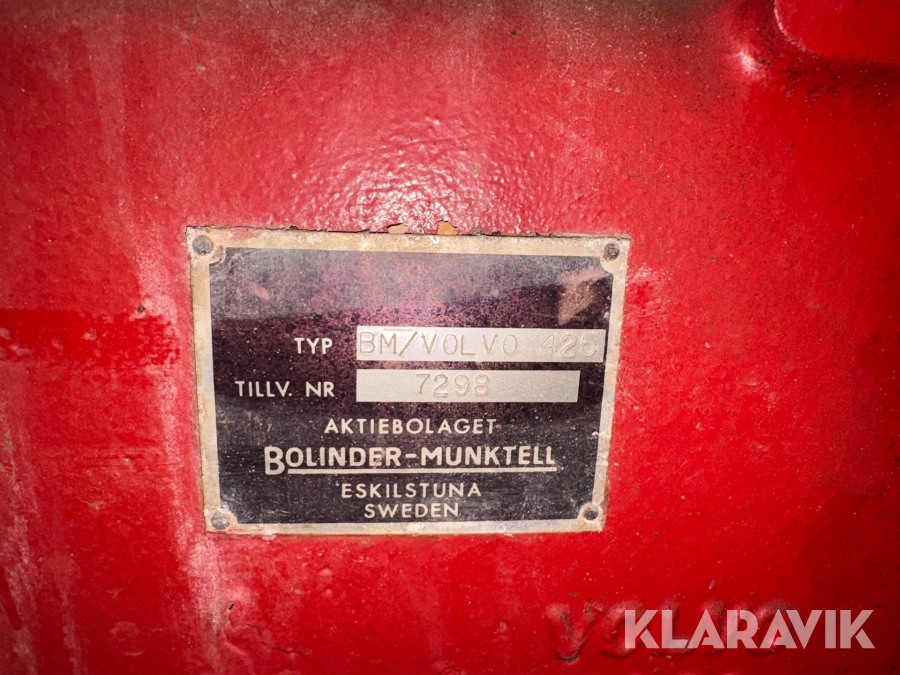 TYP BM/VOLVO 425
TILLV. NR 7298
AKTIEBOLAGET
BOLINDER-MUNKTELL
ESKILSTUNA
SWEDEN
KLARAVIK